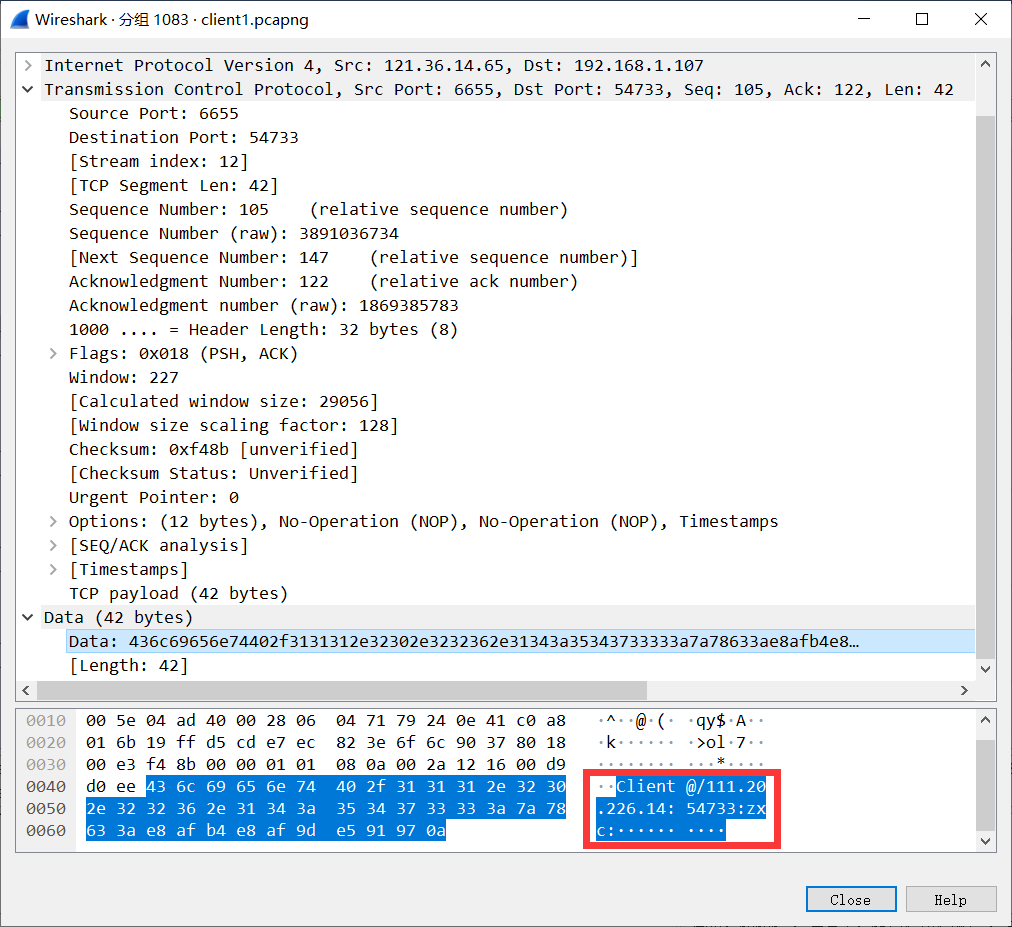 Wireshark · 分组 1083 · client1.pcapng
Internet Protocol Version 4, Src: 121.36.14.65, Dst: 192.168.1.107
Transmission Control Protocol, Src Port: 6655, Dst Port: 54733, Seq: 105, Ack: 122, Len: 42
Source Port: 6655
Destination Port: 54733
[Stream index: 12]
[TCP Segment Len: 42]
Sequence Number: 105    (relative sequence number)
Sequence Number (raw): 3891036734
[Next Sequence Number: 147    (relative sequence number)]
Acknowledgment Number: 122    (relative ack number)
Acknowledgment number (raw): 1869385783
1000 .... = Header Length: 32 bytes (8)
Flags: 0x018 (PSH, ACK)
Window: 227
[Calculated window size: 29056]
[Window size scaling factor: 128]
Checksum: 0xf48b [unverified]
[Checksum Status: Unverified]
Urgent Pointer: 0
Options: (12 bytes), No-Operation (NOP), No-Operation (NOP), Timestamps
[SEQ/ACK analysis]
[Timestamps]
TCP payload (42 bytes)
Data (42 bytes)
Data: 436c69656e74402f3131312e32302e3232362e31343a35343733333a7a78633ae8afb4e8…
[Length: 42]
0010 00 5e 04 ad 40 00 28 06 04 71 79 24 0e 41 c0 a8 ·^··@·(· ·qy$·A··
0020 01 6b 19 ff d5 cd e7 ec 82 3e 6f 6c 90 37 80 18 ·k······ ·>ol·7··
0030 00 e3 f4 8b 00 00 01 01 08 0a 00 2a 12 16 00 d9 ········ ···*····
0040 d0 ee 43 6c 69 65 6e 74 40 2f 31 31 31 2e 32 30 ··Client @/111.20
0050 2e 32 32 36 2e 31 34 3a 35 34 37 33 33 3a 7a 78 .226.14: 54733:zx
0060 63 3a e8 af b4 e8 af 9d e5 91 97 0a c:······ ····
Close Help